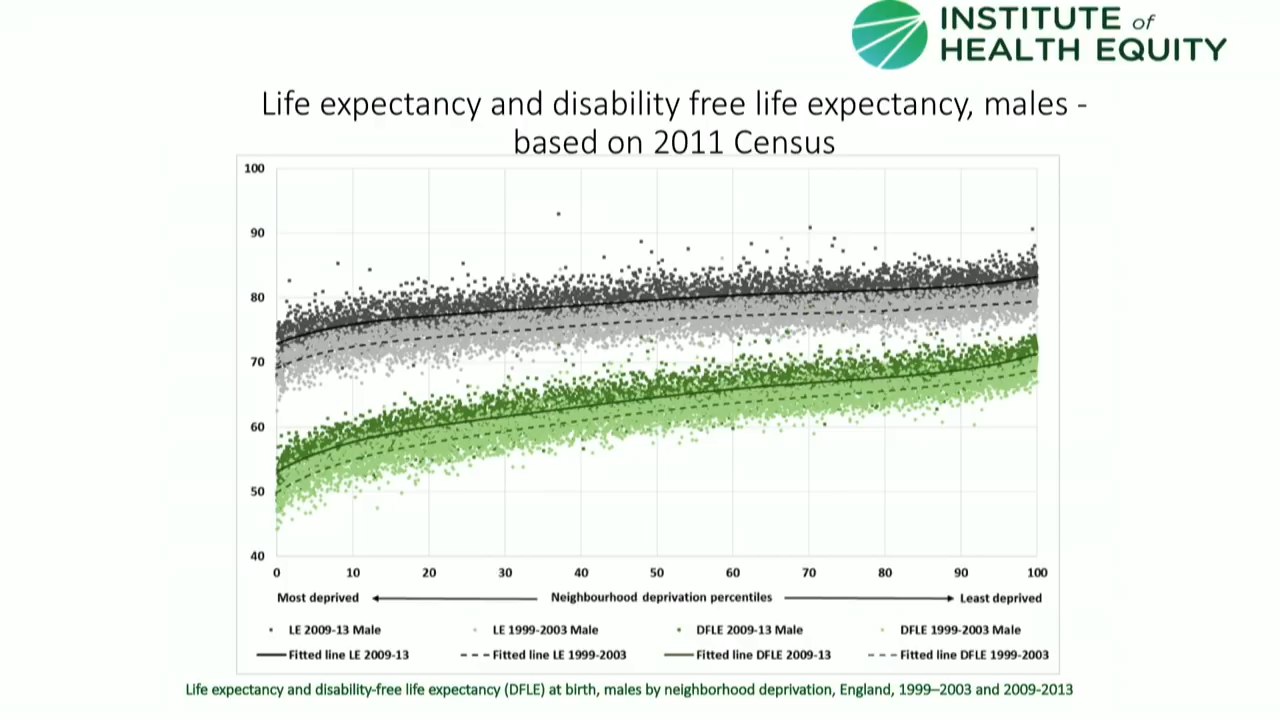 INSTITUTE of
HEALTH EQUITY
Life expectancy and disability free life expectancy, males -
based on 2011 Census
100
90
80
70
60
50
40
0 10 20 30 40 50 60 70 80 90 100
Most deprived Neighbourhood deprivation percentiles Least deprived
LE 2009-13 Male LE 1999-2003 Male DFLE 2009-13 Male DFLE 1999-2003 Male
Fitted line LE 2009-13 Fitted line LE 1999-2003 Fitted line DFLE 2009-13 Fitted line DFLE 1999-2003
Life expectancy and disability-free life expectancy (DFLE) at birth, males by neighborhood deprivation, England, 1999–2003 and 2009-2013